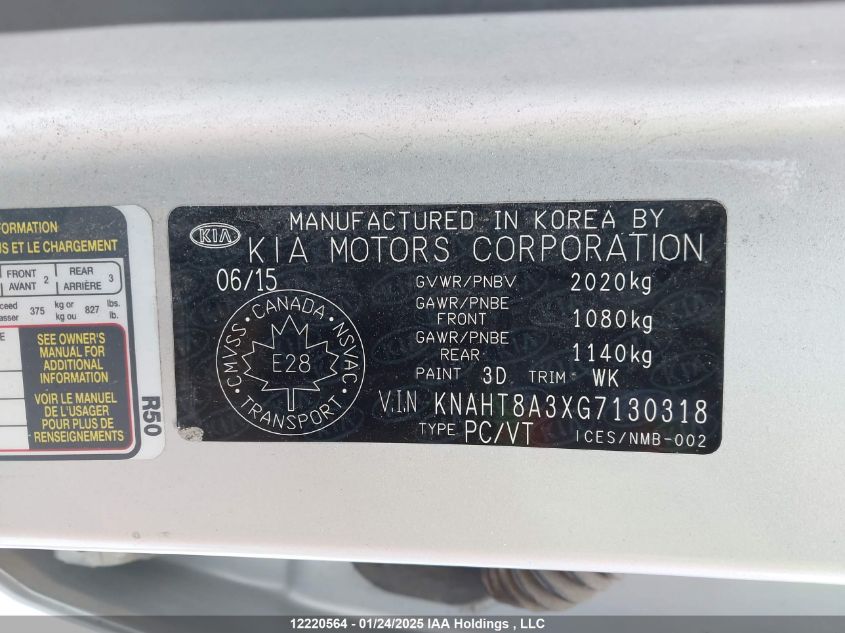 FORMATION
US ET LE CHARGEMENT
FRONT AVANT 2 REAR ARRIÈRE 3
375 kg or kg ou 827 lbs. lb.
SEE OWNER'S
MANUAL FOR
ADDITIONAL
INFORMATION
VOIR LE MANUEL
DE L'USAGER
POUR PLUS DE
RENSEIGNEMENTS
R50
KIA
MANUFACTURED IN KOREA BY
KIA MOTORS CORPORATION
06/15
GVWR/PNBV 2020kg
GAWR/PNBE
FRONT 1080kg
GAWR/PNBE
REAR 1140kg
PAINT 3D TRIM WK
CMVSS · CANADA · NSVAC
E28
TRANSPORT
V.I.N KNAHT8A3XG7130318
TYPE PC/VT ICES/NMB-002
12220564 - 01/24/2025 IAA Holdings, LLC